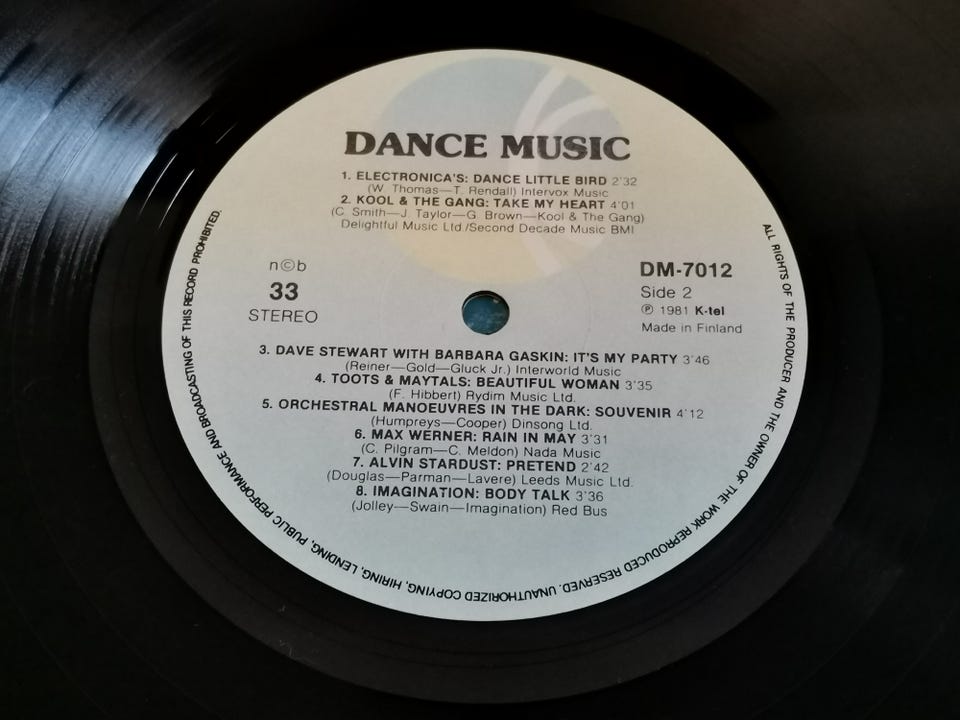 DANCE MUSIC
1. ELECTRONICA'S: DANCE LITTLE BIRD 2'32
(W. Thomas—T. Rendall) Intervox Music
2. KOOL & THE GANG: TAKE MY HEART 4'01
(C. Smith—J. Taylor—G. Brown—Kool & The Gang)
Delightful Music Ltd./Second Decade Music BMI
n©b
33
STEREO
DM-7012
Side 2
℗ 1981 K-tel
Made in Finland
3. DAVE STEWART WITH BARBARA GASKIN: IT'S MY PARTY 3'46
(Reiner—Gold—Gluck Jr.) Interworld Music
4. TOOTS & MAYTALS: BEAUTIFUL WOMAN 3'35
(F. Hibbert) Rydim Music Ltd.
5. ORCHESTRAL MANOEUVRES IN THE DARK: SOUVENIR 4'12
(Humpreys—Cooper) Dinsong Ltd.
6. MAX WERNER: RAIN IN MAY 3'31
(C. Pilgram—C. Meldon) Nada Music
7. ALVIN STARDUST: PRETEND 2'42
(Douglas—Parman—Lavere) Leeds Music Ltd.
8. IMAGINATION: BODY TALK 3'36
(Jolley—Swain—Imagination) Red Bus
ALL RIGHTS OF THE PRODUCER AND THE OWNER OF THE WORK REPRODUCED RESERVED. UNAUTHORIZED COPYING, HIRING, LENDING, PUBLIC PERFORMANCE AND BROADCASTING OF THIS RECORD PROHIBITED.